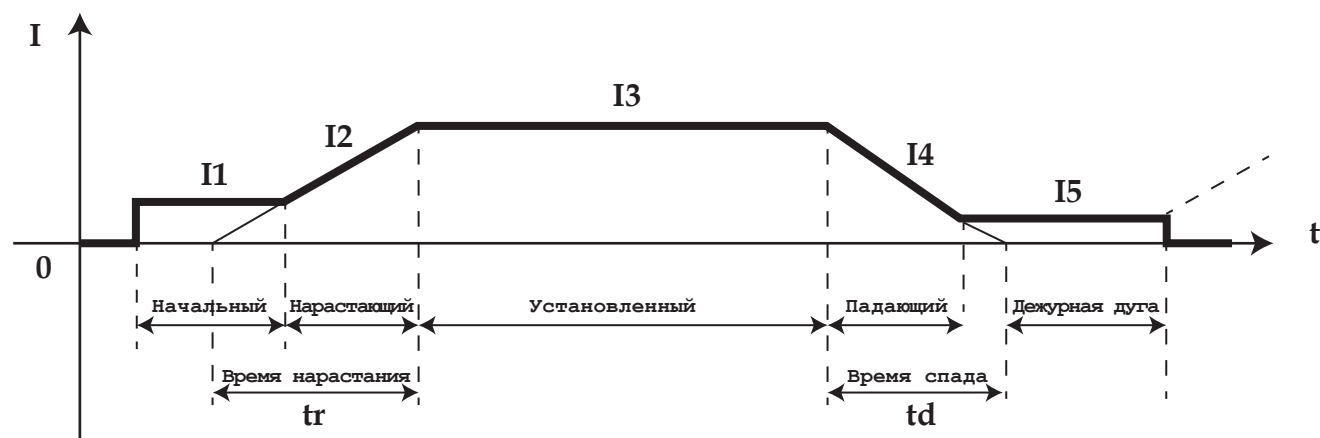 I
I1
I2
I3
I4
I5
t
0
Начальный
Нарастающий
Установленный
Падающий
Дежурная дуга
Время нарастания
tr
Время спада
td